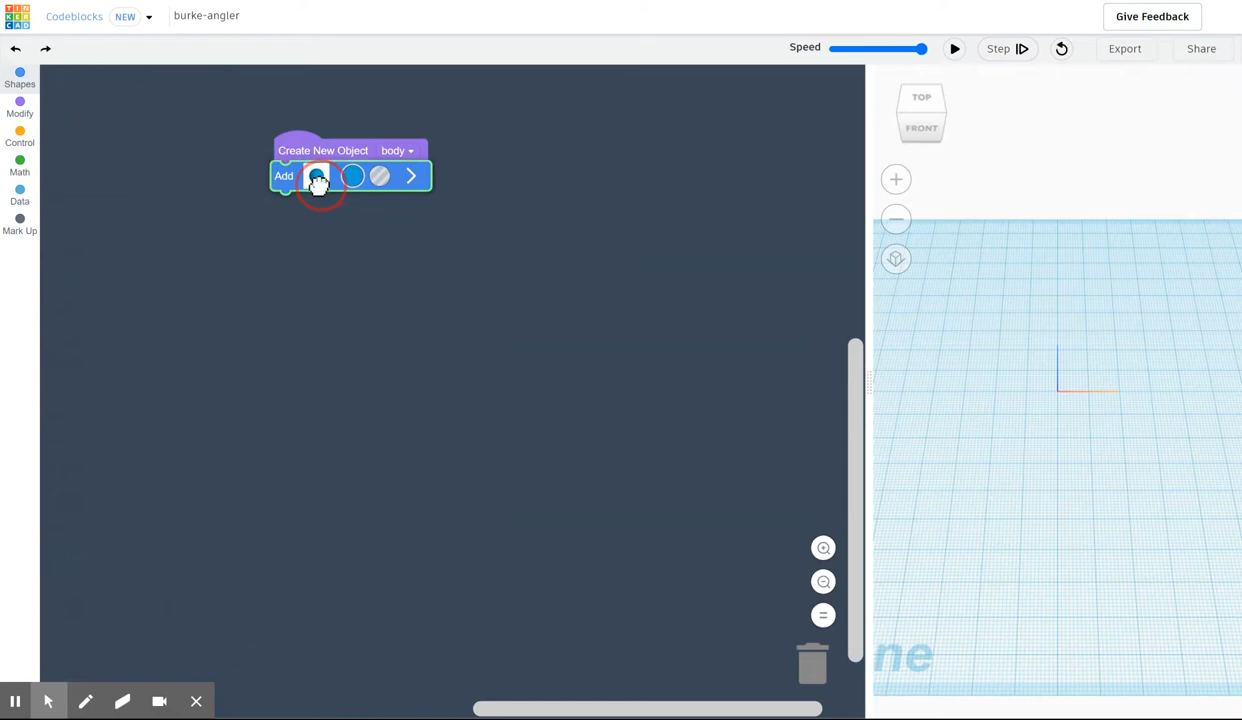 TIN
KER
CAD
Codeblocks NEW burke-angler
Give Feedback
Speed Step Export Share
Shapes
Modify
Control
Math
Data
Mark Up
Create New Object body
Add
TOP
FRONT
ne